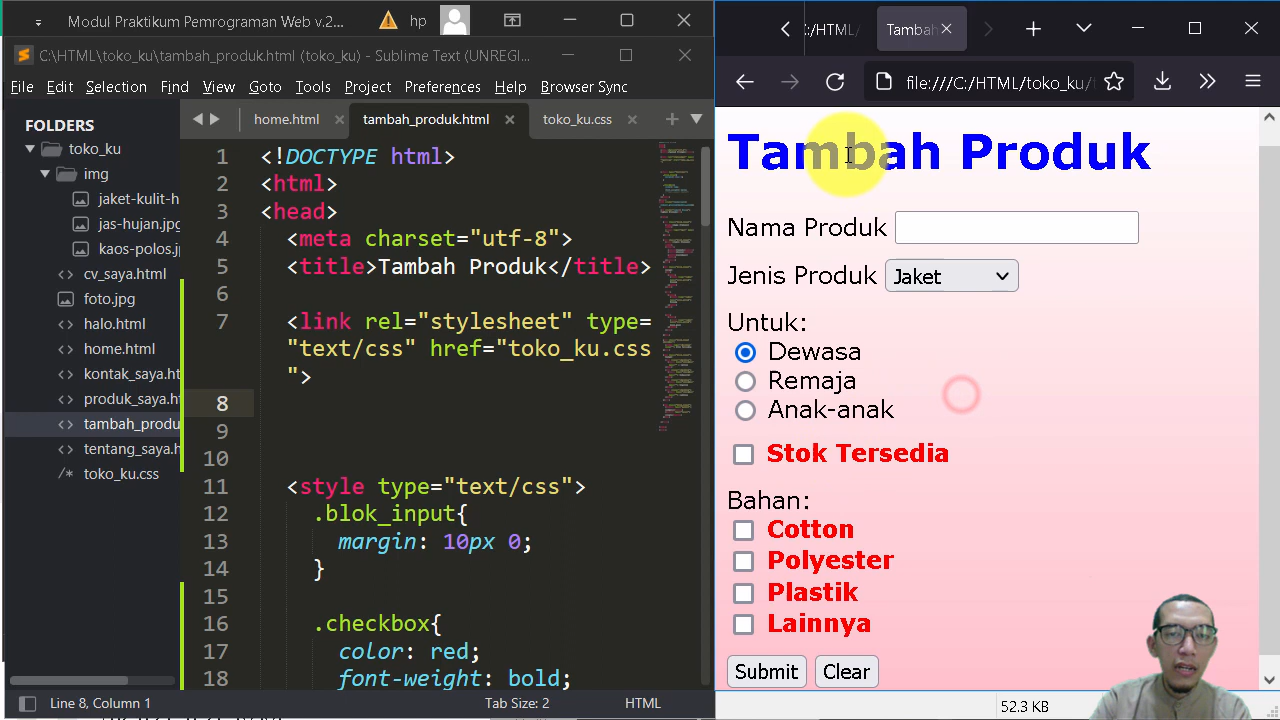 Modul Praktikum Pemrograman Web v.2...
hp
C:\HTML\toko_ku\tambah_produk.html (toko_ku) - Sublime Text (UNREGI...
File Edit Selection Find View Goto Tools Project Preferences Help Browser Sync
FOLDERS
toko_ku
img
jaket-kulit-h
jas-hujan.jpg
kaos-polos.j
cv_saya.html
foto.jpg
halo.html
home.html
kontak_saya.html
produk_saya.ht
tambah_produ
tentang_saya.h
toko_ku.css
home.html
tambah_produk.html
toko_ku.css
1 <!DOCTYPE html>
2 <html>
3 <head>
4 <meta charset="utf-8">
5 <title>Tambah Produk</title>
6
7 <link rel="stylesheet" type=
"text/css" href="toko_ku.css
">
8
9
10
11 <style type="text/css">
12 .blok_input{
13 margin: 10px 0;
14 }
15
16 .checkbox{
17 color: red;
18 font-weight: bold;
Line 8, Column 1
Tab Size: 2
HTML
:/HTML/
Tambah
file:///C:/HTML/toko_ku/
Tambah Produk
Nama Produk
Jenis Produk Jaket
Untuk:
Dewasa
Remaja
Anak-anak
Stok Tersedia
Bahan:
Cotton
Polyester
Plastik
Lainnya
Submit Clear
52.3 KB